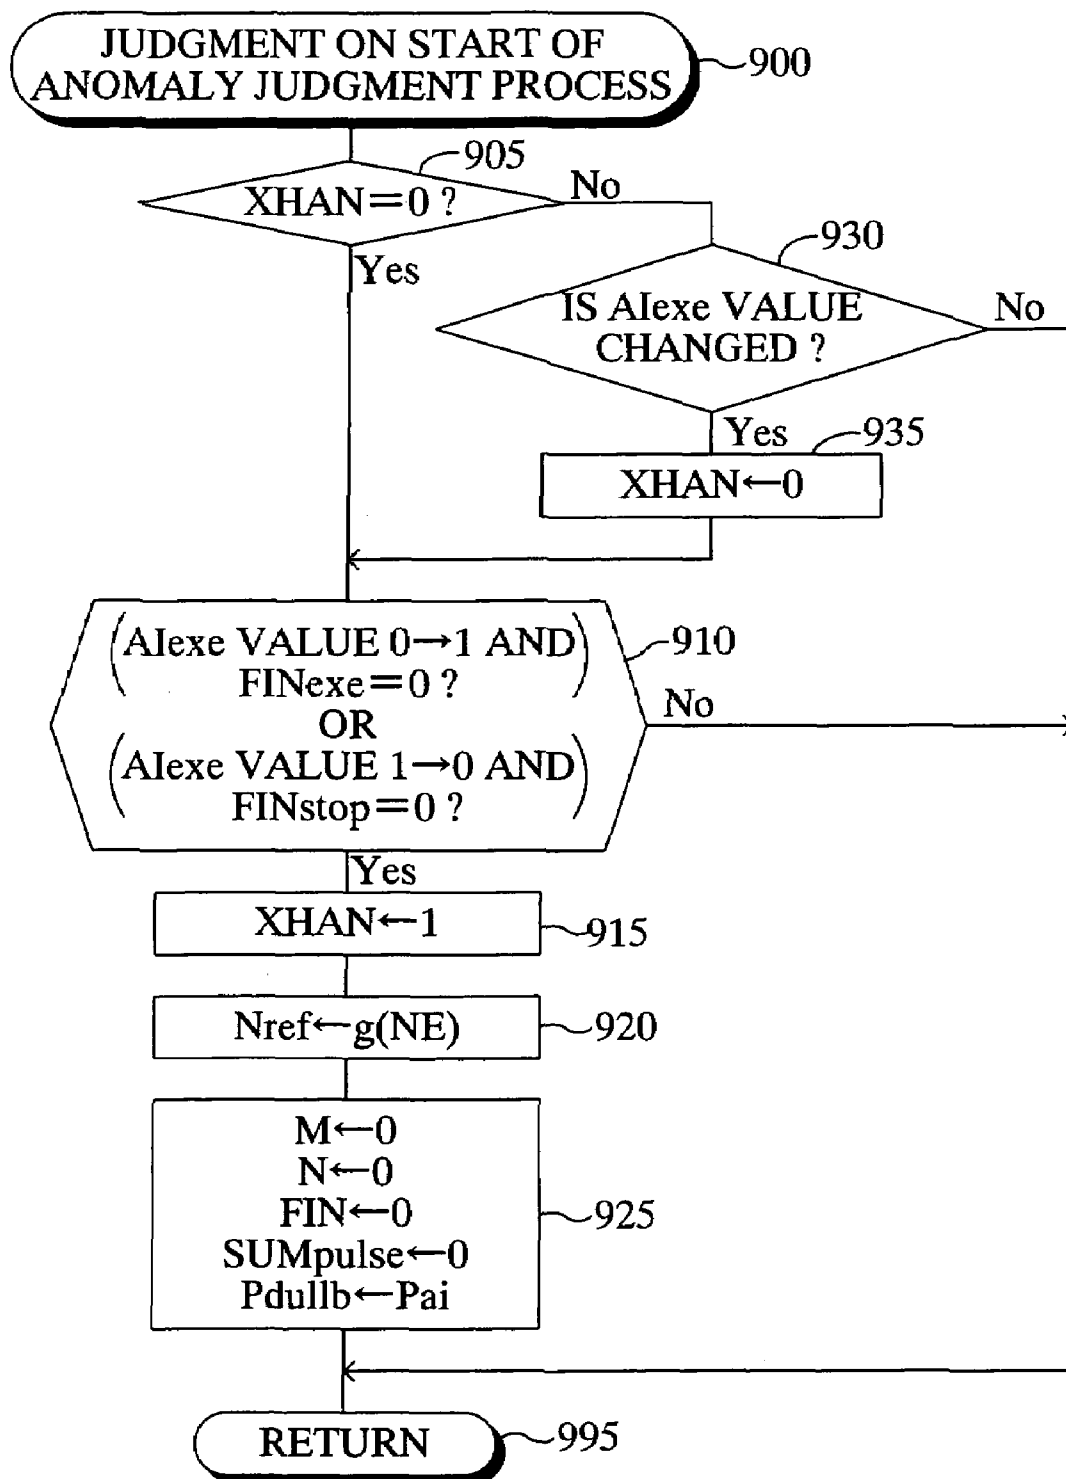 JUDGMENT ON START OF
ANOMALY JUDGMENT PROCESS
900
905
XHAN=0 ?
No
Yes
930
IS AIexe VALUE
CHANGED ?
No
Yes
935
XHAN←0
(AIexe VALUE 0→1 AND
FINexe=0 ?)
OR
(AIexe VALUE 1→0 AND
FINstop=0 ?)
910
No
Yes
XHAN←1
915
Nref←g(NE)
920
M←0
N←0
FIN←0
SUMpulse←0
Pdullb←Pai
925
RETURN
995